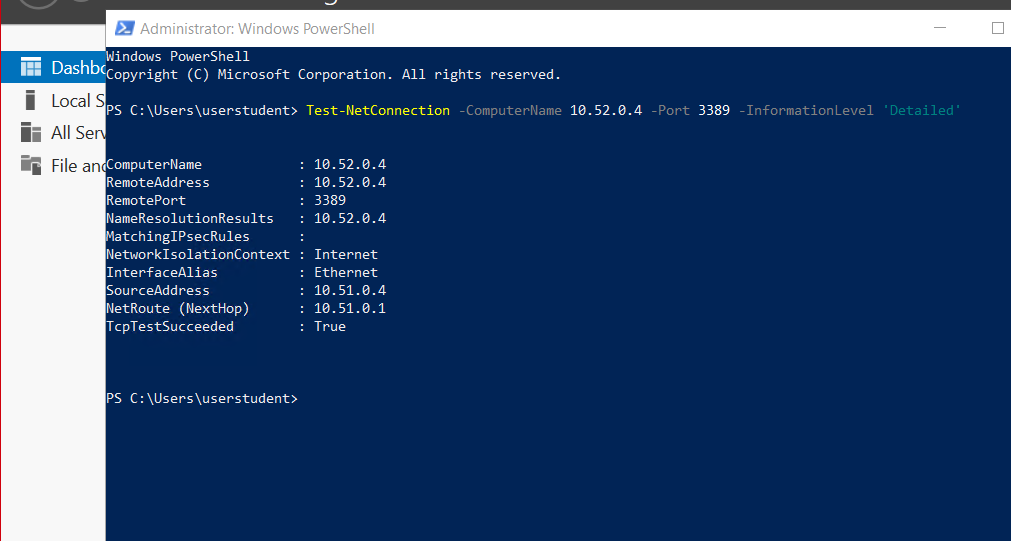 Administrator: Windows PowerShell
Windows PowerShell
Copyright (C) Microsoft Corporation. All rights reserved.
Dashbo
Local S
All Serv
File and
PS C:\Users\userstudent> Test-NetConnection -ComputerName 10.52.0.4 -Port 3389 -InformationLevel 'Detailed'
ComputerName : 10.52.0.4
RemoteAddress : 10.52.0.4
RemotePort : 3389
NameResolutionResults : 10.52.0.4
MatchingIPsecRules :
NetworkIsolationContext : Internet
InterfaceAlias : Ethernet
SourceAddress : 10.51.0.4
NetRoute (NextHop) : 10.51.0.1
TcpTestSucceeded : True
PS C:\Users\userstudent>